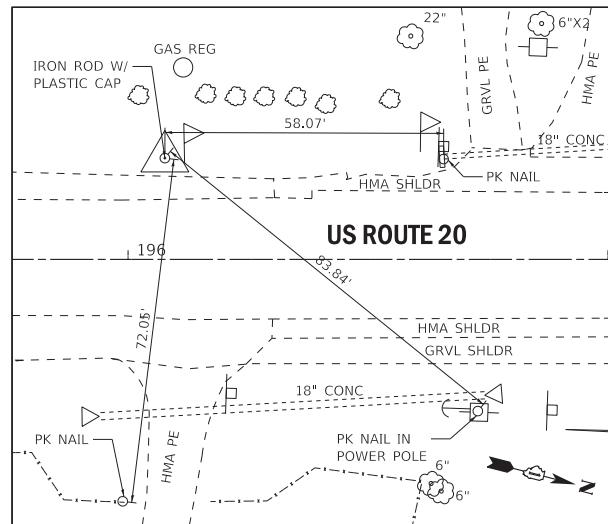 22"
6"X2
GAS REG
IRON ROD W/
PLASTIC CAP
GRVL PE
HMA PE
58.07'
18" CONC
PK NAIL
HMA SHLDR
US ROUTE 20
196
83.84'
72.05'
HMA SHLDR
GRVL SHLDR
18" CONC
PK NAIL
HMA PE
PK NAIL IN
POWER POLE
6"
6"
N